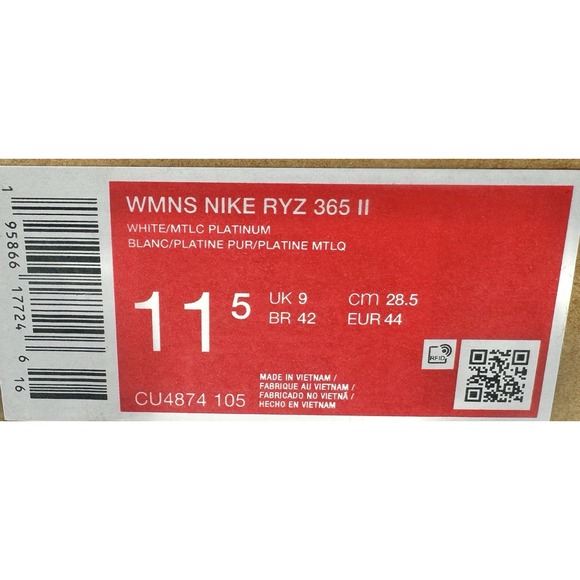 WMNS NIKE RYZ 365 II
WHITE/MTLC PLATINUM
BLANC/PLATINE PUR/PLATINE MTLQ
11 5
UK 9 cm 28.5
BR 42 EUR 44
RFID
MADE IN VIETNAM /
FABRIQUE AU VIETNAM /
FABRICADO NO VIETNÃ /
HECHO EN VIETNAM
CU4874 105
1 95866 17724 6 16